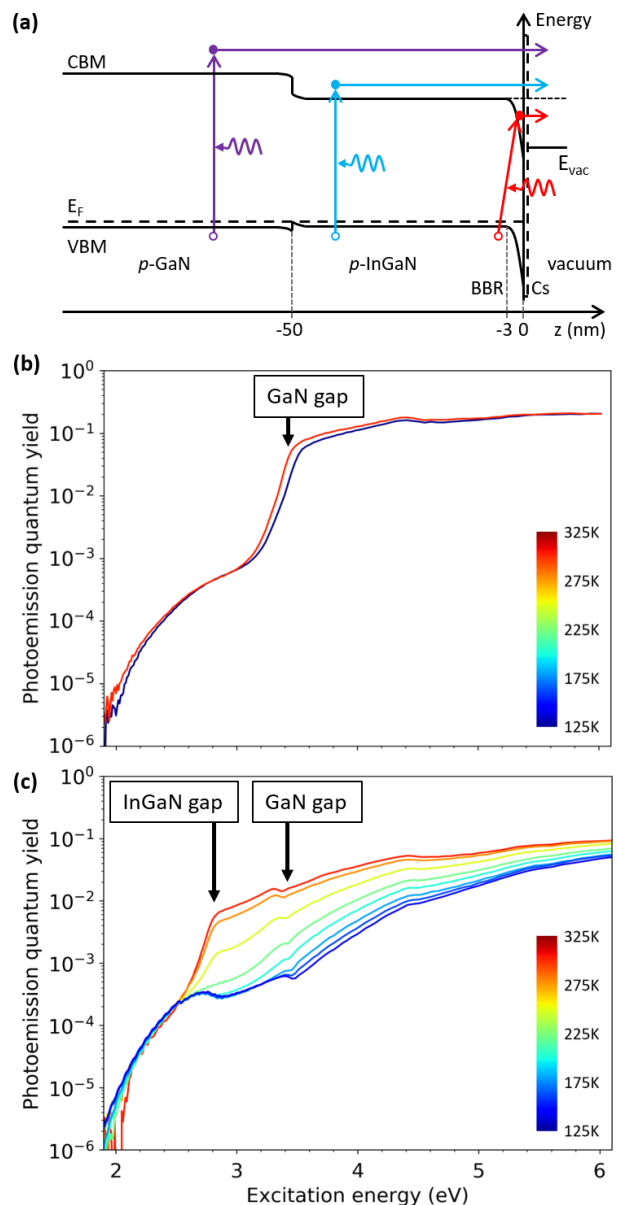 (a)
Energy
CBM
E_vac
E_F
VBM
p-GaN
p-InGaN
BBR
Cs
vacuum
-50
-3
0
z (nm)
(b)
GaN gap
Photoemission quantum yield
10^0
10^-1
10^-2
10^-3
10^-4
10^-5
10^-6
325K
275K
225K
175K
125K
(c)
InGaN gap
GaN gap
Photoemission quantum yield
10^0
10^-1
10^-2
10^-3
10^-4
10^-5
10^-6
325K
275K
225K
175K
125K
2
3
4
5
6
Excitation energy (eV)